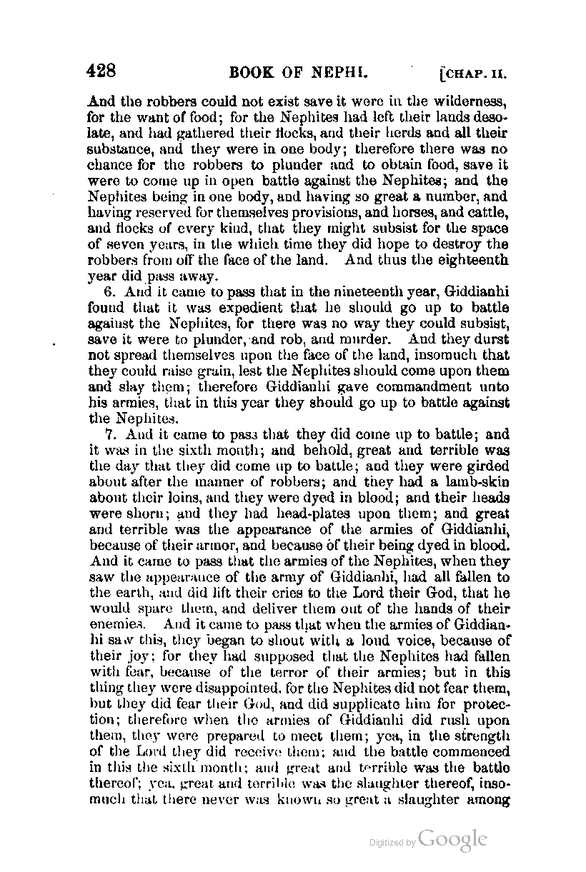 428 BOOK OF NEPHI. [CHAP. II.
And the robbers could not exist save it were in the wilderness,
for the want of food; for the Nephites had left their lands deso-
late, and had gathered their flocks, and their herds and all their
substance, and they were in one body; therefore there was no
chance for the robbers to plunder and to obtain food, save it
were to come up in open battle against the Nephites; and the
Nephites being in one body, and having so great a number, and
having reserved for themselves provisions, and horses, and cattle,
and flocks of every kind, that they might subsist for the space
of seven years, in the which time they did hope to destroy the
robbers from off the face of the land. And thus the eighteenth
year did pass away.
6. And it came to pass that in the nineteenth year, Giddianhi
found that it was expedient that he should go up to battle
against the Nephites, for there was no way they could subsist,
save it were to plunder, and rob, and murder. And they durst
not spread themselves upon the face of the land, insomuch that
they could raise grain, lest the Nephites should come upon them
and slay them; therefore Giddianhi gave commandment unto
his armies, that in this year they should go up to battle against
the Nephites.
7. And it came to pass that they did come up to battle; and
it was in the sixth month; and behold, great and terrible was
the day that they did come up to battle; and they were girded
about after the manner of robbers; and they had a lamb-skin
about their loins, and they were dyed in blood; and their heads
were shorn; and they had head-plates upon them; and great
and terrible was the appearance of the armies of Giddianhi,
because of their armor, and because of their being dyed in blood.
And it came to pass that the armies of the Nephites, when they
saw the appearance of the army of Giddianhi, had all fallen to
the earth, and did lift their cries to the Lord their God, that he
would spare them, and deliver them out of the hands of their
enemies. And it came to pass that when the armies of Giddian-
hi saw this, they began to shout with a loud voice, because of
their joy; for they had supposed that the Nephites had fallen
with fear, because of the terror of their armies; but in this
thing they were disappointed, for the Nephites did not fear them,
but they did fear their God, and did supplicate him for protec-
tion; therefore when the armies of Giddianhi did rush upon
them, they were prepared to meet them; yea, in the strength
of the Lord they did receive them; and the battle commenced
in this the sixth month; and great and terrible was the battle
thereof; yea, great and terrible was the slaughter thereof, inso-
much that there never was known so great a slaughter among
Digitized by Google